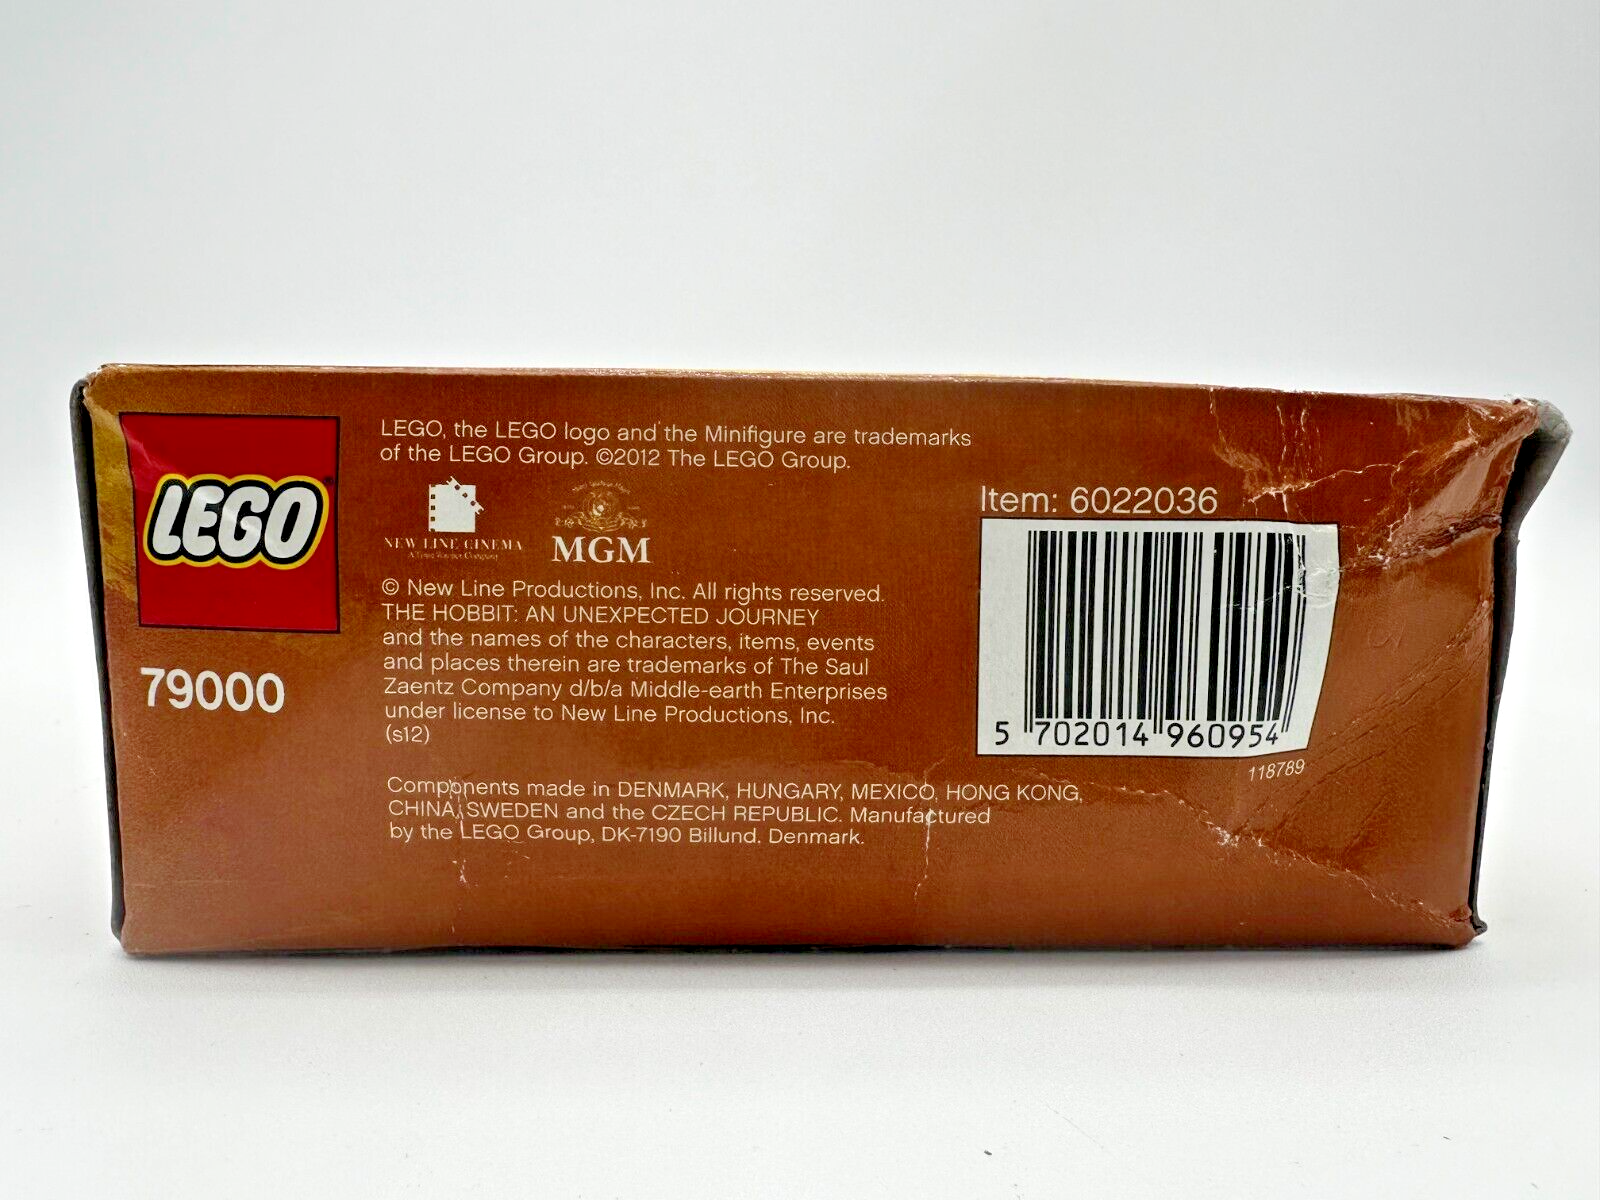 LEGO
79000
LEGO, the LEGO logo and the Minifigure are trademarks
of the LEGO Group. ©2012 The LEGO Group.
NEW LINE CINEMA
A Time Warner Company
MGM
© New Line Productions, Inc. All rights reserved.
THE HOBBIT: AN UNEXPECTED JOURNEY
and the names of the characters, items, events
and places therein are trademarks of The Saul
Zaentz Company d/b/a Middle-earth Enterprises
under license to New Line Productions, Inc.
(s12)
Components made in DENMARK, HUNGARY, MEXICO, HONG KONG,
CHINA, SWEDEN and the CZECH REPUBLIC. Manufactured
by the LEGO Group, DK-7190 Billund. Denmark.
Item: 6022036
5 702014 960954
118789